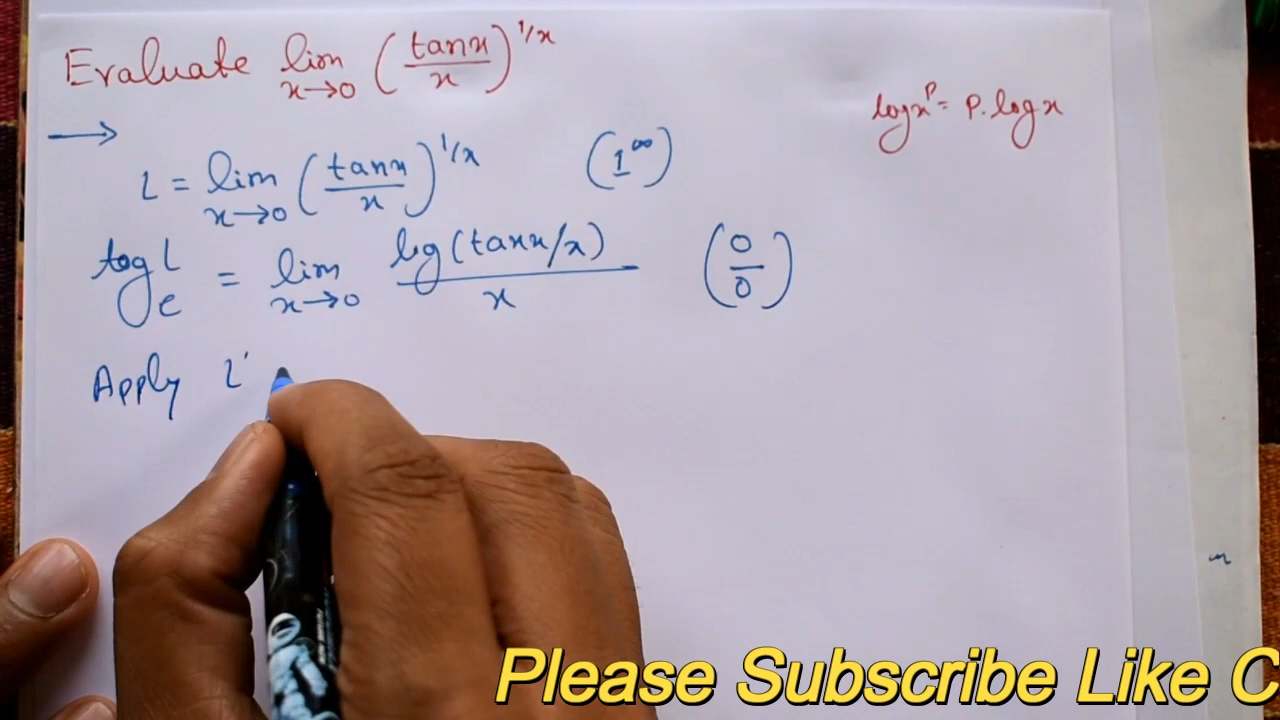 Evaluate lim x→0 (tanx/x)^1/x
log x^p = p. log x
L = lim x→0 (tanx/x)^1/x (1^∞)
log_e L = lim x→0 log(tanx/x)/x (0/0)
Apply L'
Please Subscribe Like C